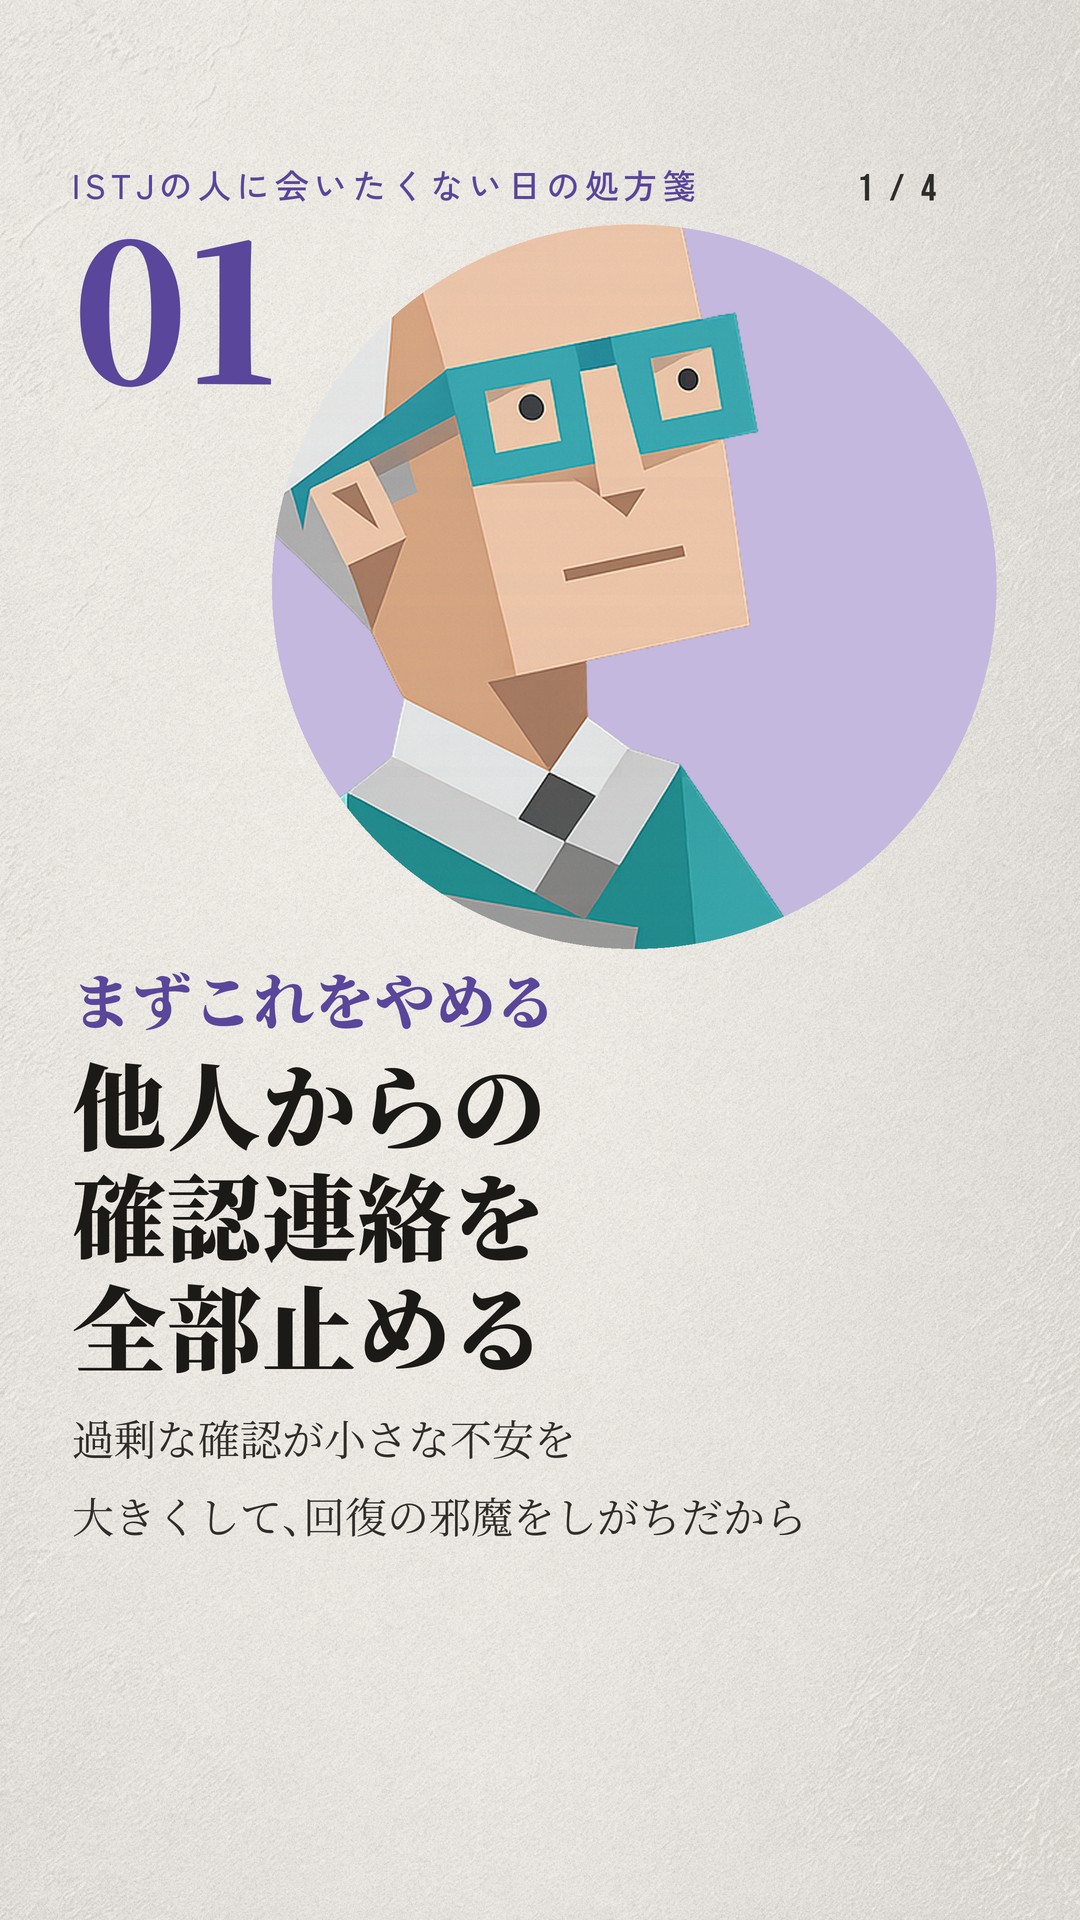 ISTJの人に会いたくない日の処方箋
1 / 4
01
まずこれをやめる
他人からの
確認連絡を
全部止める
過剰な確認が小さな不安を
大きくして、回復の邪魔をしがちだから